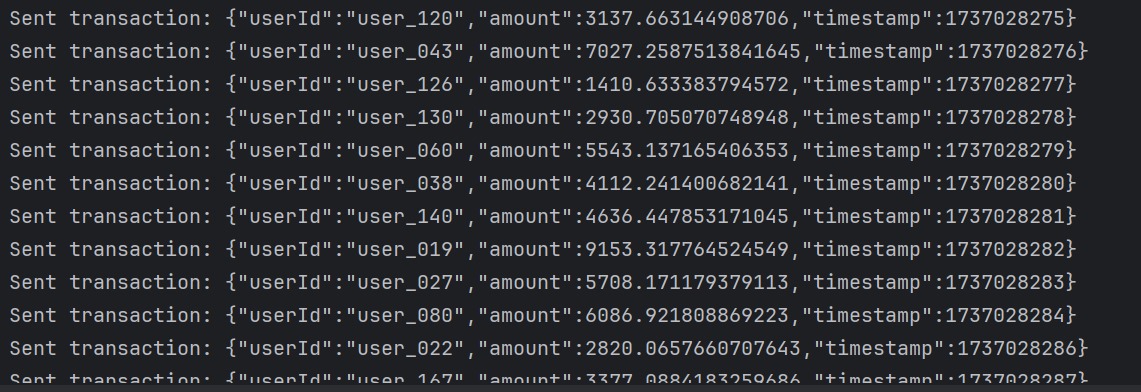 Sent transaction: {"userId":"user_120","amount":3137.663144908706,"timestamp":1737028275}
Sent transaction: {"userId":"user_043","amount":7027.2587513841645,"timestamp":1737028276}
Sent transaction: {"userId":"user_126","amount":1410.633383794572,"timestamp":1737028277}
Sent transaction: {"userId":"user_130","amount":2930.705070748948,"timestamp":1737028278}
Sent transaction: {"userId":"user_060","amount":5543.137165406353,"timestamp":1737028279}
Sent transaction: {"userId":"user_038","amount":4112.241400682141,"timestamp":1737028280}
Sent transaction: {"userId":"user_140","amount":4636.447853171045,"timestamp":1737028281}
Sent transaction: {"userId":"user_019","amount":9153.317764524549,"timestamp":1737028282}
Sent transaction: {"userId":"user_027","amount":5708.171179379113,"timestamp":1737028283}
Sent transaction: {"userId":"user_080","amount":6086.921808869223,"timestamp":1737028284}
Sent transaction: {"userId":"user_022","amount":2820.0657660707643,"timestamp":1737028286}
Sent transaction: {"userId":"user_167","amount":3377.0884183259686,"timestamp":1737028287}